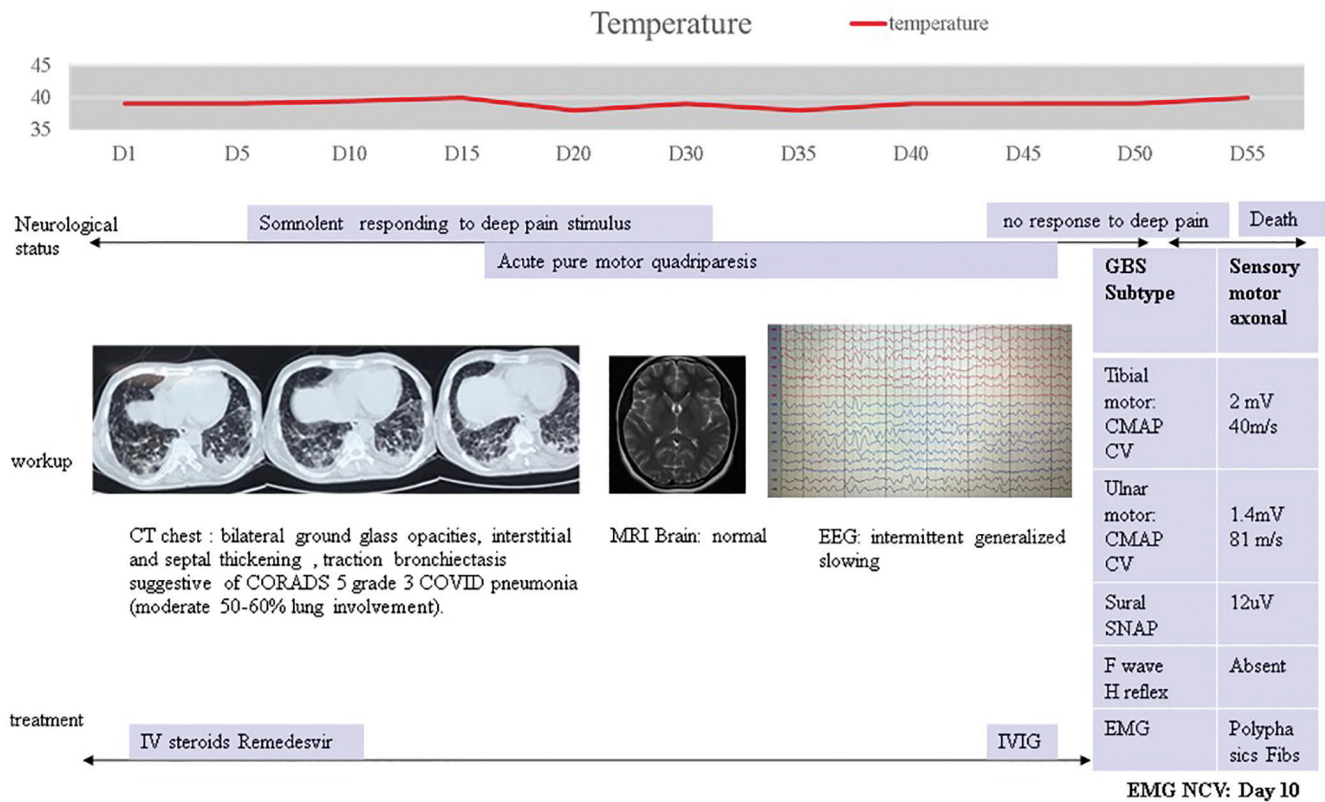 Temperature
temperature
45
40
35
D1 D5 D10 D15 D20 D30 D35 D40 D45 D50 D55
Neurological
status
Somnolent responding to deep pain stimulus
no response to deep pain
Death
Acute pure motor quadriparesis
GBS
Subtype
Sensory
motor
axonal
workup
Tibial
motor:
CMAP
CV
2 mV
40m/s
Ulnar
motor:
CMAP
CV
1.4mV
81 m/s
CT chest : bilateral ground glass opacities, interstitial
and septal thickening , traction bronchiectasis
suggestive of CORADS 5 grade 3 COVID pneumonia
(moderate 50-60% lung involvement).
MRI Brain: normal
EEG: intermittent generalized
slowing
Sural
SNAP
12uV
F wave
H reflex
Absent
treatment
IV steroids Remedesvir
IVIG
EMG
Polypha
sics Fibs
EMG NCV: Day 10